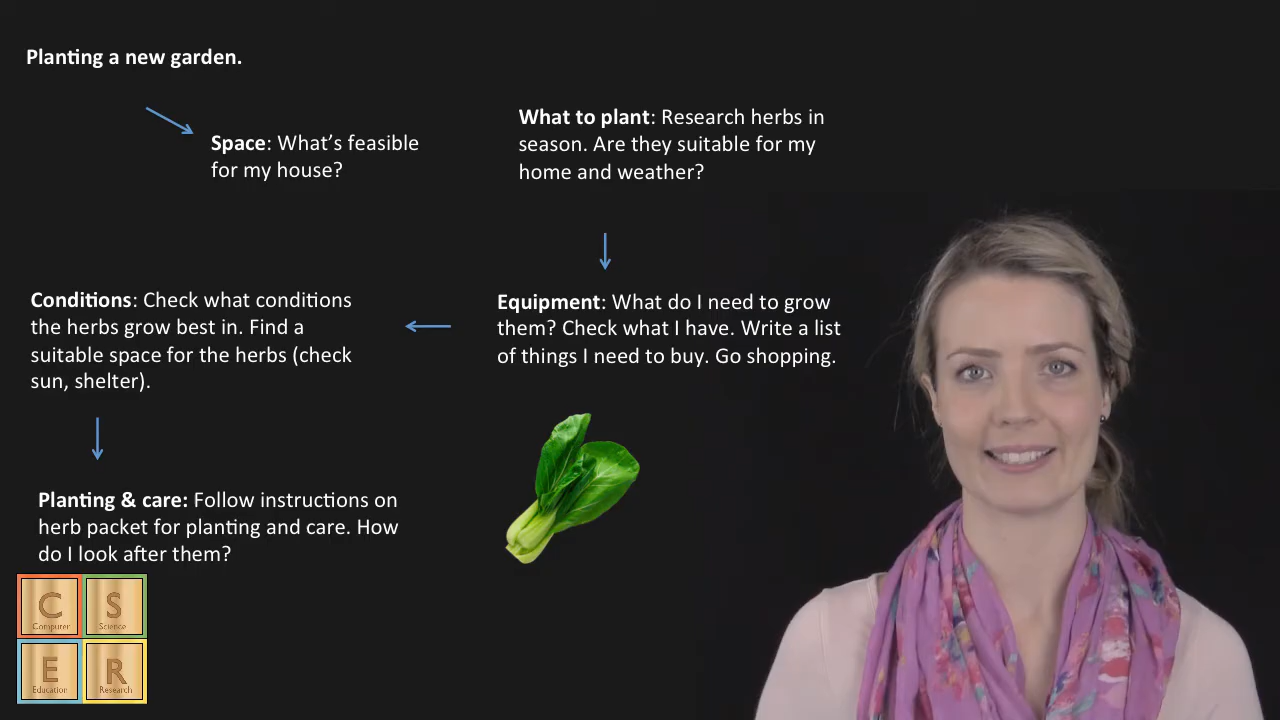 Planting a new garden.
Space: What's feasible
for my house?
What to plant: Research herbs in
season. Are they suitable for my
home and weather?
Equipment: What do I need to grow
them? Check what I have. Write a list
of things I need to buy. Go shopping.
Conditions: Check what conditions
the herbs grow best in. Find a
suitable space for the herbs (check
sun, shelter).
Planting & care: Follow instructions on
herb packet for planting and care. How
do I look after them?
C S
Computer Science
E R
Education Research